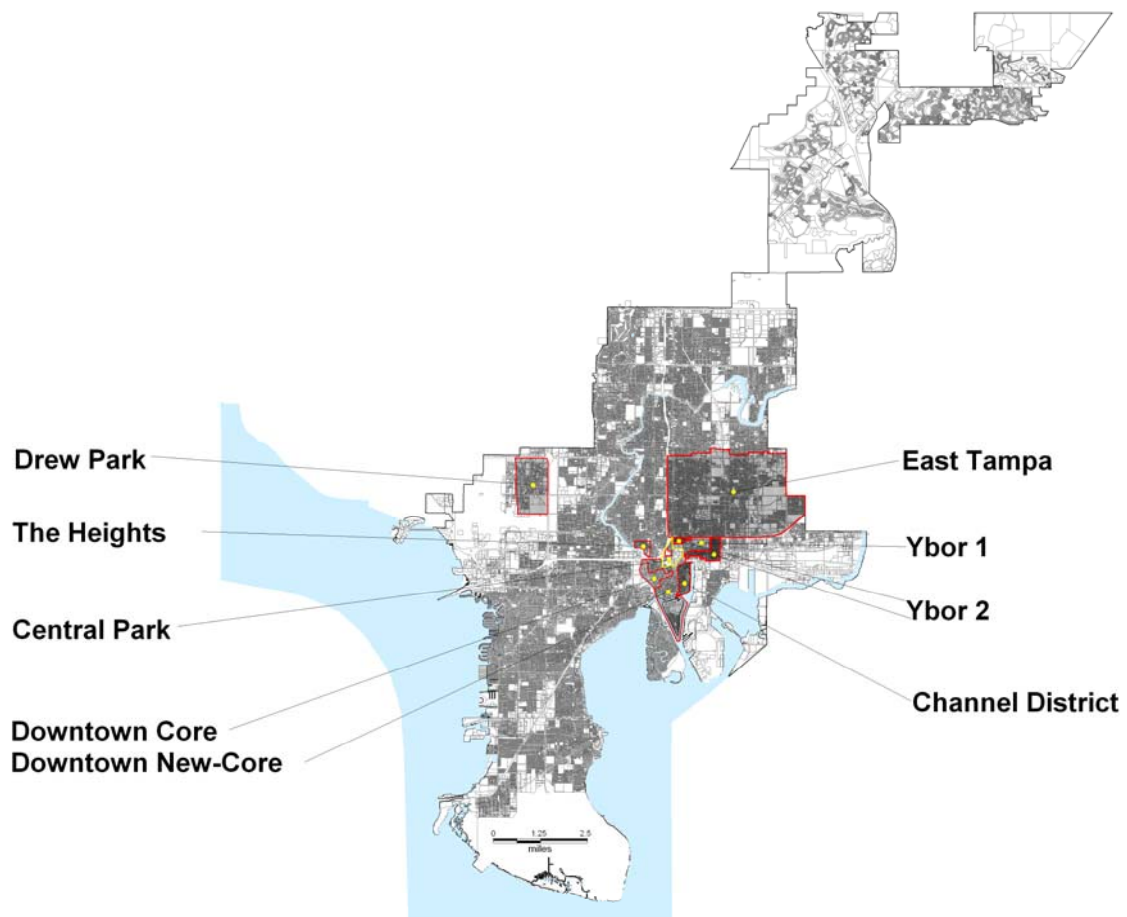 Drew Park
East Tampa
The Heights
Ybor 1
Ybor 2
Central Park
Channel District
Downtown Core
Downtown New-Core
0 1.25 2.5
miles